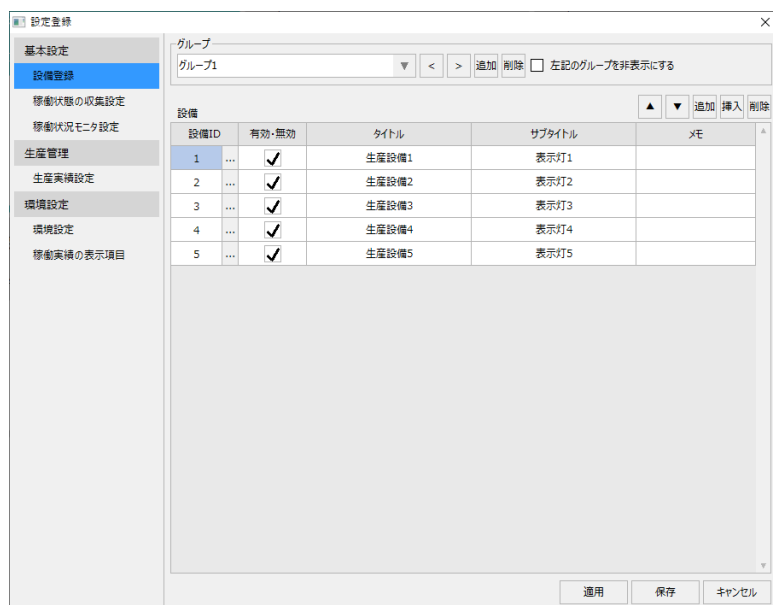 設定登録
基本設定
設備登録
稼働状態の収集設定
稼働状況モニタ設定
生産管理
生産実績設定
環境設定
環境設定
稼働実績の表示項目
グループ
グループ1 ▼ < > 追加 削除 左記のグループを非表示にする
設備 ▲ ▼ 追加 挿入 削除
設備ID 有効・無効 タイトル サブタイトル メモ
1 ... ✓ 生産設備1 表示灯1
2 ... ✓ 生産設備2 表示灯2
3 ... ✓ 生産設備3 表示灯3
4 ... ✓ 生産設備4 表示灯4
5 ... ✓ 生産設備5 表示灯5
適用 保存 キャンセル